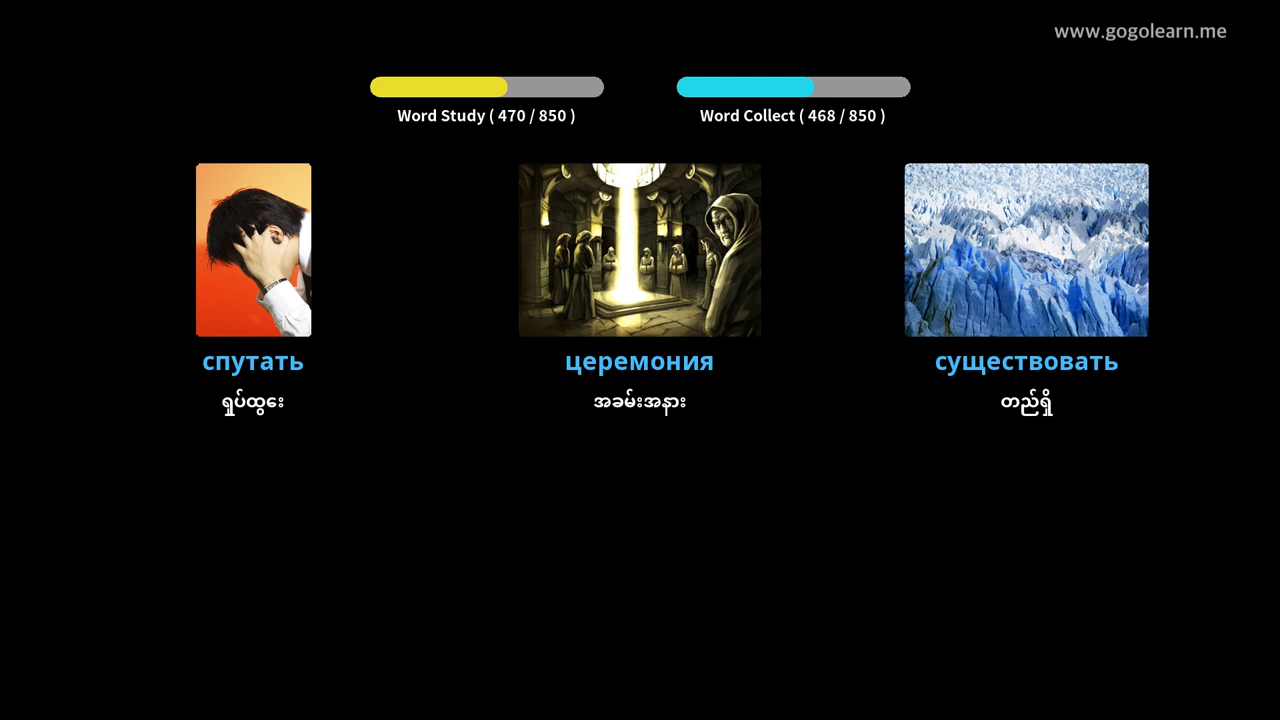 www.gogolearn.me
Word Study ( 470 / 850 )
Word Collect ( 468 / 850 )
спутать
церемония
существовать
ရှုပ်ထွေး
အခမ်းအနား
တည်ရှိ